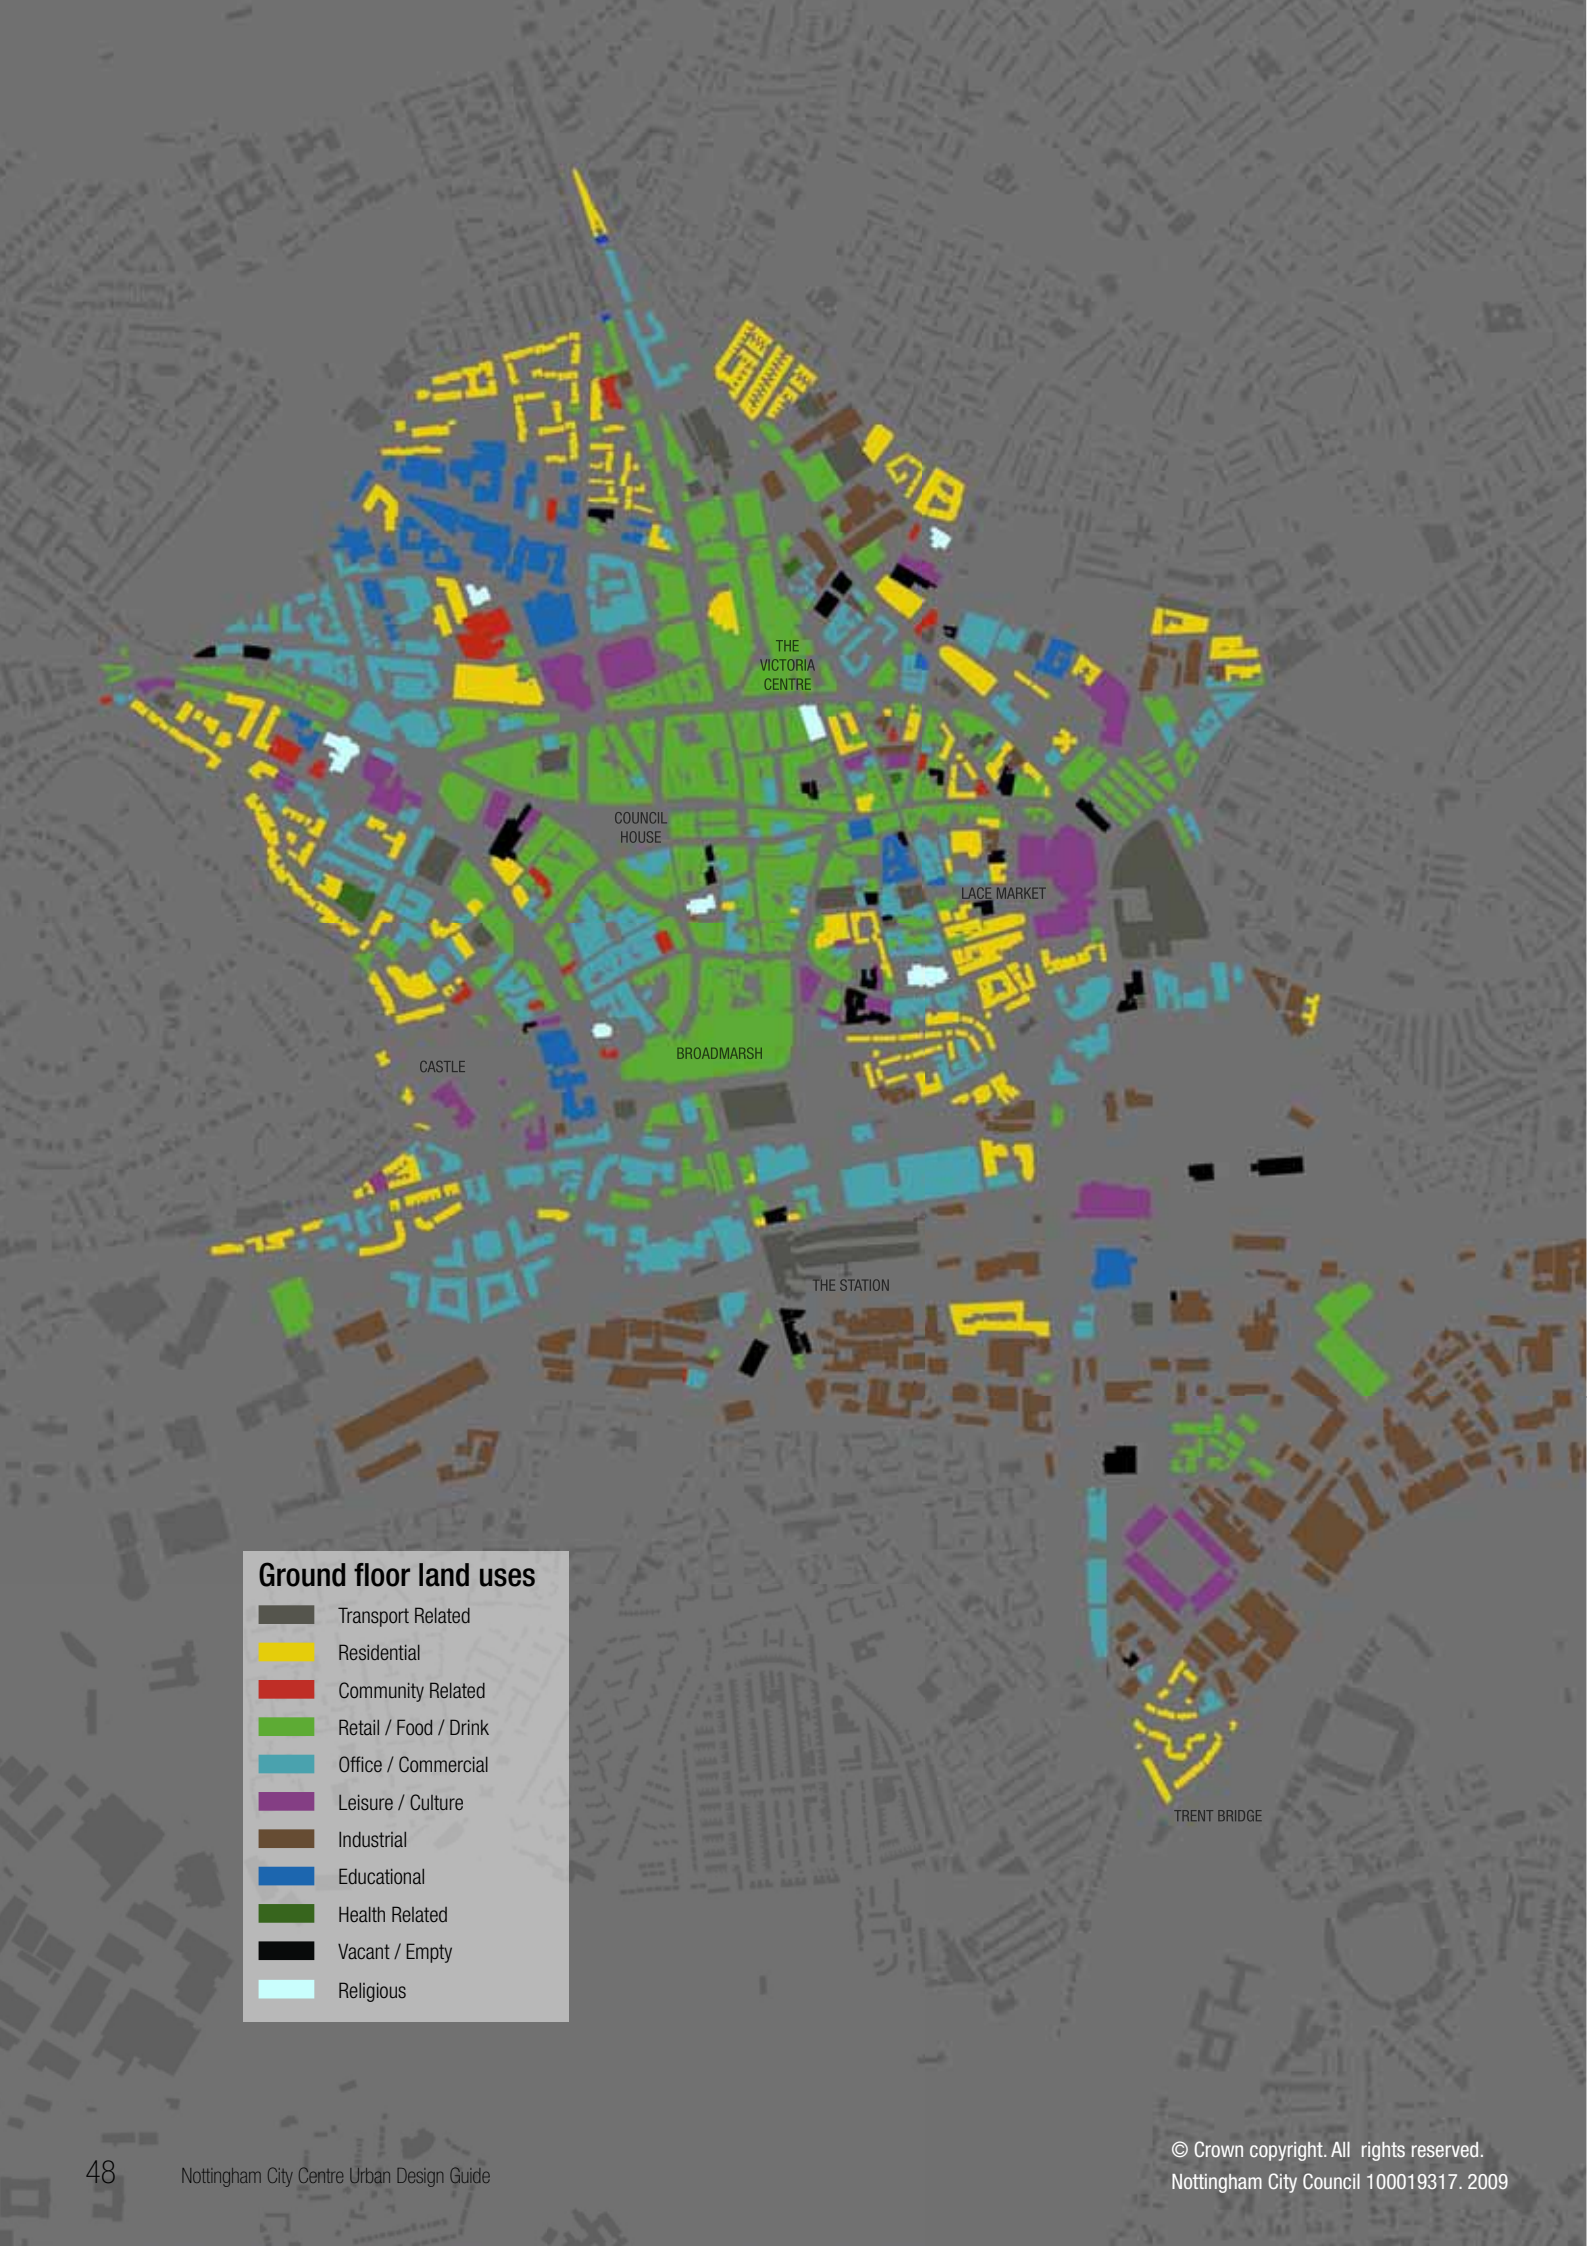 THE
VICTORIA
CENTRE
COUNCIL
HOUSE
LACE MARKET
BROADMARSH
CASTLE
THE STATION
TRENT BRIDGE
Ground floor land uses
Transport Related
Residential
Community Related
Retail / Food / Drink
Office / Commercial
Leisure / Culture
Industrial
Educational
Health Related
Vacant / Empty
Religious
© Crown copyright. All rights reserved.
Nottingham City Council 100019317. 2009
48 Nottingham City Centre Urban Design Guide